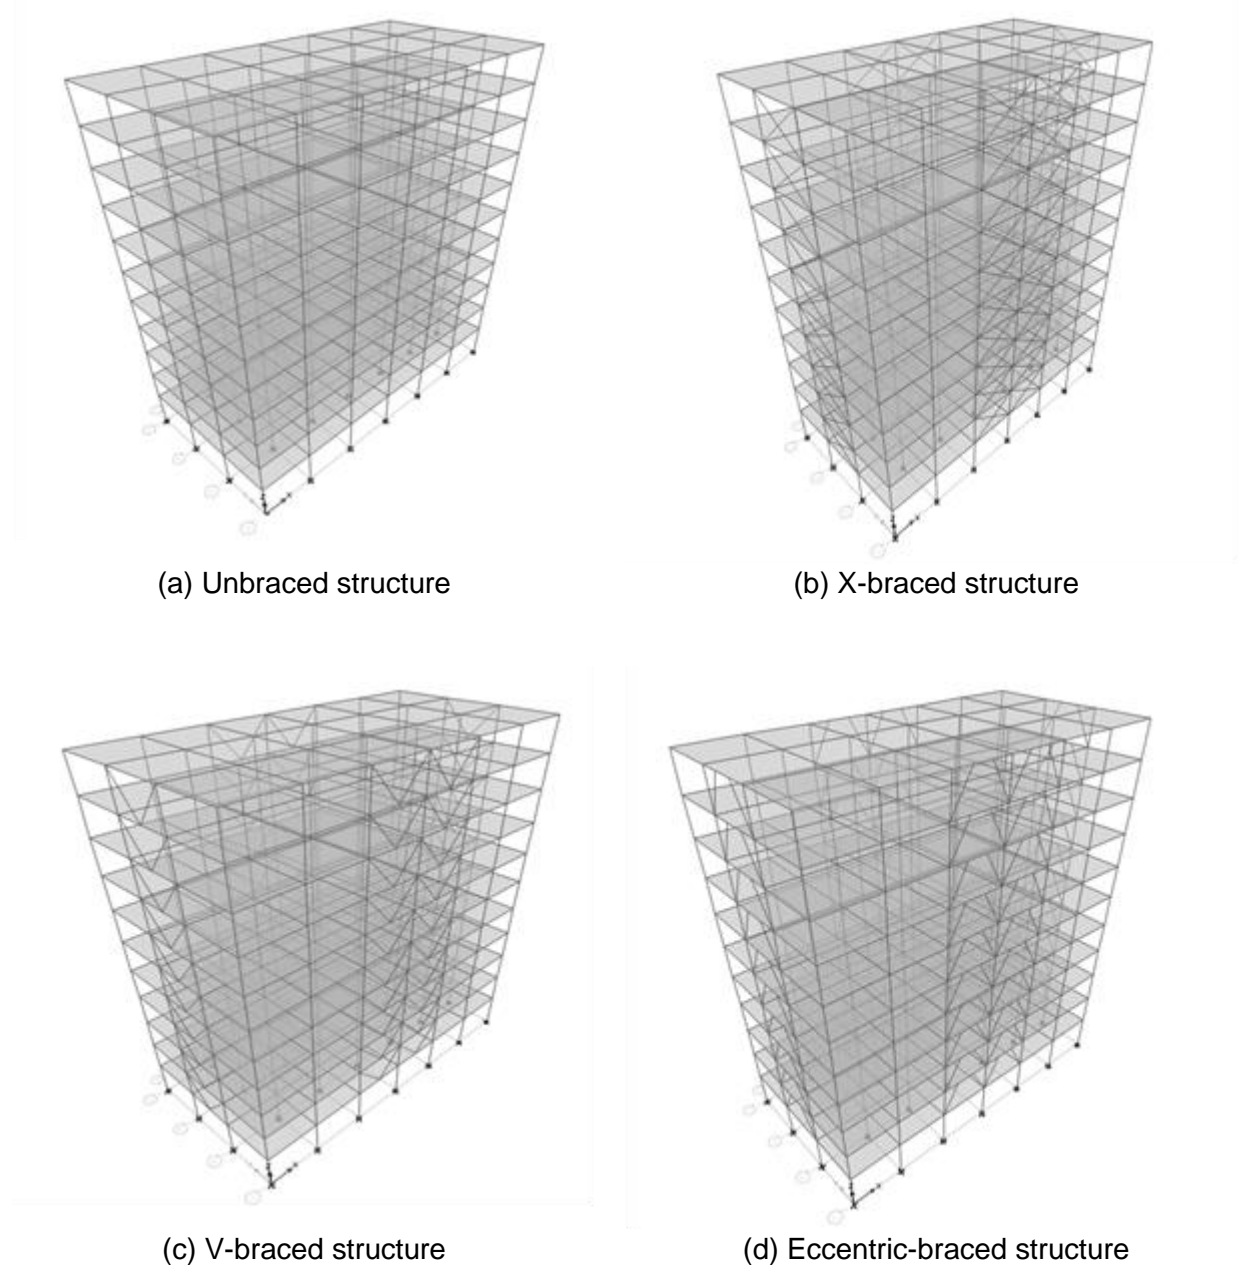 (a) Unbraced structure
(b) X-braced structure
(c) V-braced structure
(d) Eccentric-braced structure